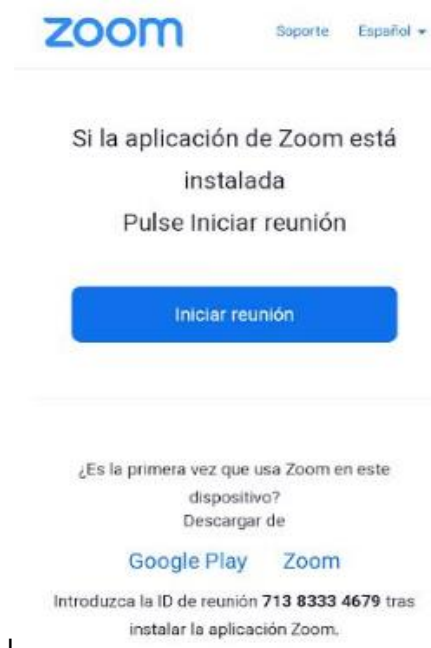 zoom Soporte Español
Si la aplicación de Zoom está
instalada
Pulse Iniciar reunión
Iniciar reunión
¿Es la primera vez que usa Zoom en este
dispositivo?
Descargar de
Google Play Zoom
Introduzca la ID de reunión 713 8333 4679 tras
instalar la aplicación Zoom.